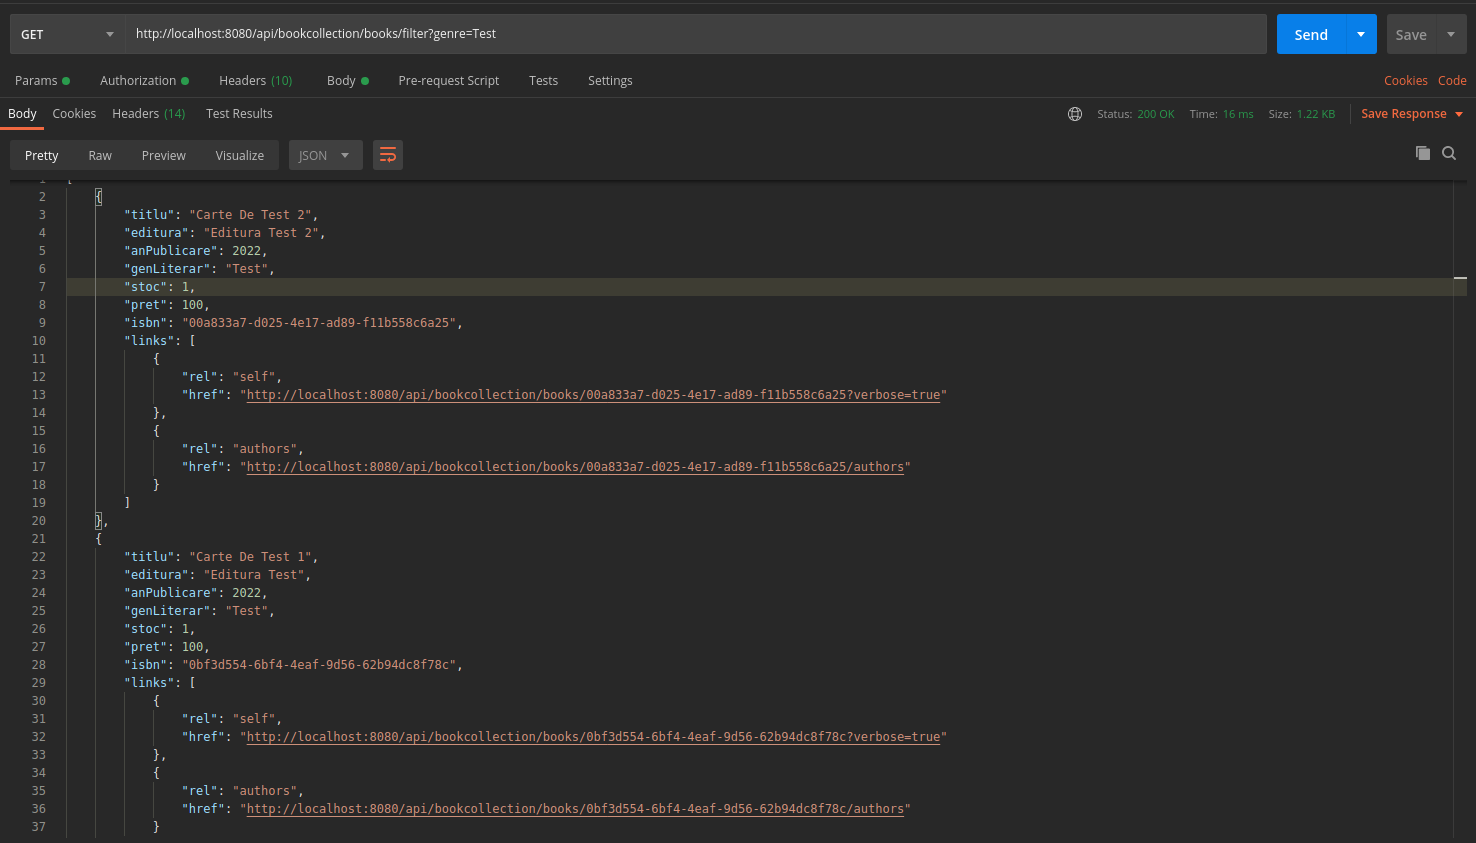 GET http://localhost:8080/api/bookcollection/books/filter?genre=Test Send Save
Params Authorization Headers (10) Body Pre-request Script Tests Settings Cookies Code
Body Cookies Headers (14) Test Results Status: 200 OK Time: 16 ms Size: 1.22 KB Save Response
Pretty Raw Preview Visualize JSON
1 [
2 {
3 "titlu": "Carte De Test 2",
4 "editura": "Editura Test 2",
5 "anPublicare": 2022,
6 "genLiterar": "Test",
7 "stoc": 1,
8 "pret": 100,
9 "isbn": "00a833a7-d025-4e17-ad89-f11b558c6a25",
10 "links": [
11 {
12 "rel": "self",
13 "href": "http://localhost:8080/api/bookcollection/books/00a833a7-d025-4e17-ad89-f11b558c6a25?verbose=true"
14 },
15 {
16 "rel": "authors",
17 "href": "http://localhost:8080/api/bookcollection/books/00a833a7-d025-4e17-ad89-f11b558c6a25/authors"
18 }
19 ]
20 },
21 {
22 "titlu": "Carte De Test 1",
23 "editura": "Editura Test",
24 "anPublicare": 2022,
25 "genLiterar": "Test",
26 "stoc": 1,
27 "pret": 100,
28 "isbn": "0bf3d554-6bf4-4eaf-9d56-62b94dc8f78c",
29 "links": [
30 {
31 "rel": "self",
32 "href": "http://localhost:8080/api/bookcollection/books/0bf3d554-6bf4-4eaf-9d56-62b94dc8f78c?verbose=true"
33 },
34 {
35 "rel": "authors",
36 "href": "http://localhost:8080/api/bookcollection/books/0bf3d554-6bf4-4eaf-9d56-62b94dc8f78c/authors"
37 }